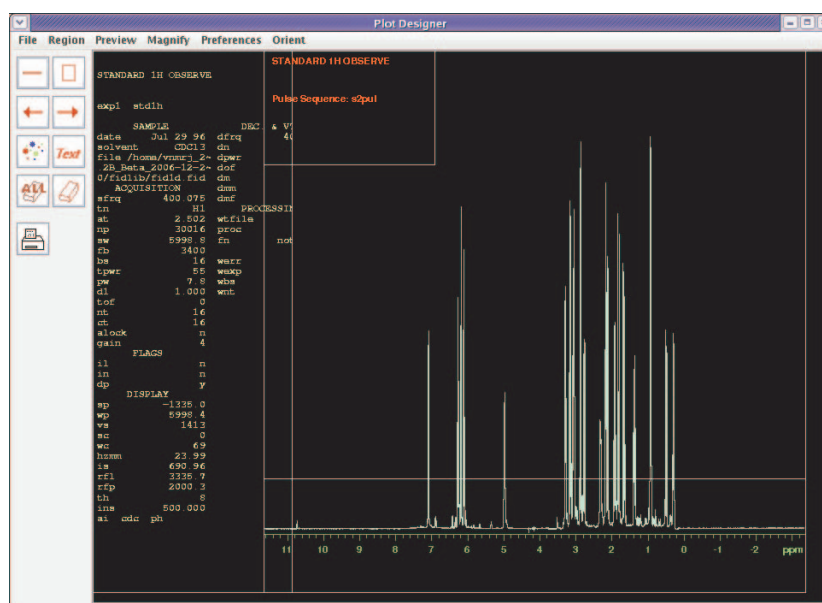 Plot Designer
File Region Preview Magnify Preferences Orient
Text
ALL
STANDARD 1H OBSERVE
exp1 std1h
SAMPLE DEC. & VT
date Jul 29 96 dfrq 40
solvent CDCl3 dn
file /home/vnmrj_2~ dpwr
.2B_Beta_2006-12-2~ dof
0/fidlib/fid1d.fid dm
ACQUISITION dmm
sfrq 400.075 dmf
tn H1 PROCESSIN
at 2.502 wtfile
np 30016 proc
sw 5998.8 fn not
fb 3400
bs 16 werr
tpwr 55 wexp
pw 7.8 wbs
d1 1.000 wnt
tof 0
nt 16
ct 16
alock n
gain 4
FLAGS
il n
in n
dp y
DISPLAY
sp -1335.0
wp 5998.4
vs 1413
sc 0
wc 69
hzmm 23.99
is 690.96
rfl 3335.7
rfp 2000.3
th 8
ins 500.000
ai cdc ph
STANDARD 1H OBSERVE
Pulse Sequence: s2pul
11 10 9 8 7 6 5 4 3 2 1 0 -1 -2 ppm